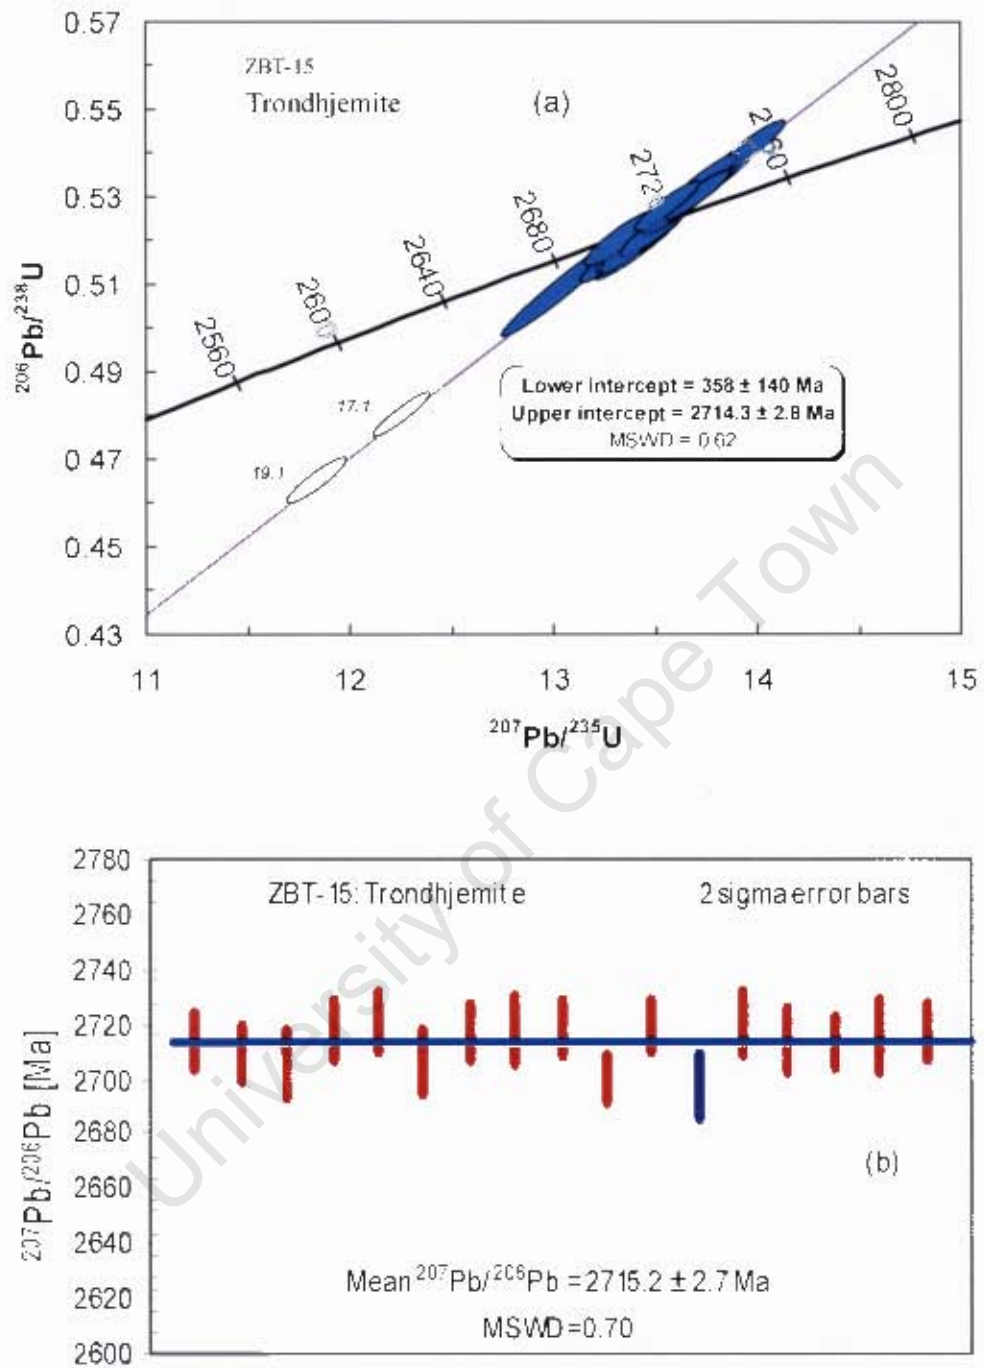 0.57
ZBT-15
Trondhjemite
(a)
0.55
0.53
0.51
0.49
0.47
0.45
0.43
2560
2600
2640
2680
2800
17.1
19.1
Lower intercept = 358 ± 140 Ma
Upper intercept = 2714.3 ± 2.8 Ma
MSWD = 0.62
206Pb/238U
11
12
13
14
15
207Pb/235U
University of Cape Town
2780
ZBT-15: Trondhjemite
2 sigma error bars
2760
2740
2720
2700
2680
2660
2640
2620
2600
(b)
207Pb/206Pb [Ma]
Mean 207Pb/206Pb = 2715.2 ± 2.7 Ma
MSWD = 0.70